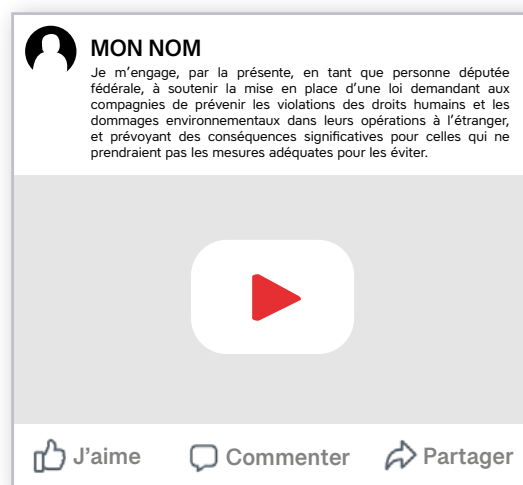 MON NOM
Je m’engage, par la présente, en tant que personne députée
fédérale, à soutenir la mise en place d’une loi demandant aux
compagnies de prévenir les violations des droits humains et les
dommages environnementaux dans leurs opérations à l’étranger,
et prévoyant des conséquences significatives pour celles qui ne
prendraient pas les mesures adéquates pour les éviter.
J’aime Commenter Partager